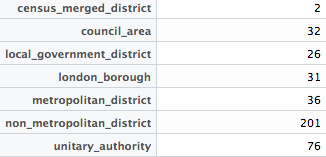 census_merged_district 2
council_area 32
local_government_district 26
london_borough 31
metropolitan_district 36
non_metropolitan_district 201
unitary_authority 76